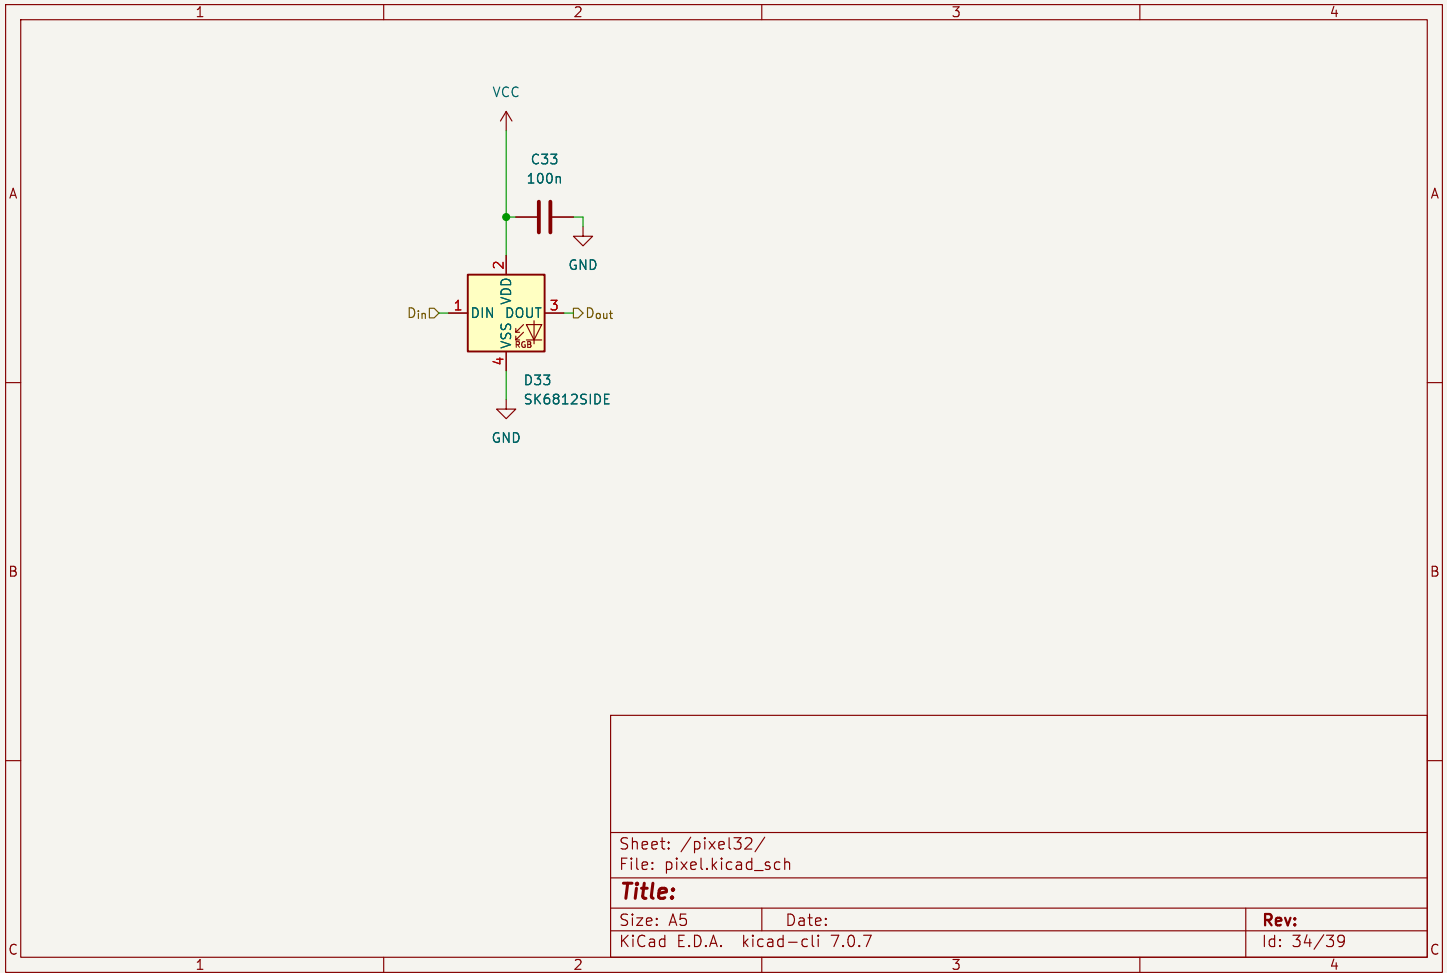 1 2 3 4
VCC
C33
100n
A A
GND
2
VDD
Din 1 DIN DOUT 3 Dout
VSS
RGB
4
D33
SK6812SIDE
GND
B B
Sheet: /pixel32/
File: pixel.kicad_sch
Title:
Size: A5 Date: Rev:
KiCad E.D.A. kicad-cli 7.0.7 Id: 34/39
C C
1 2 3 4